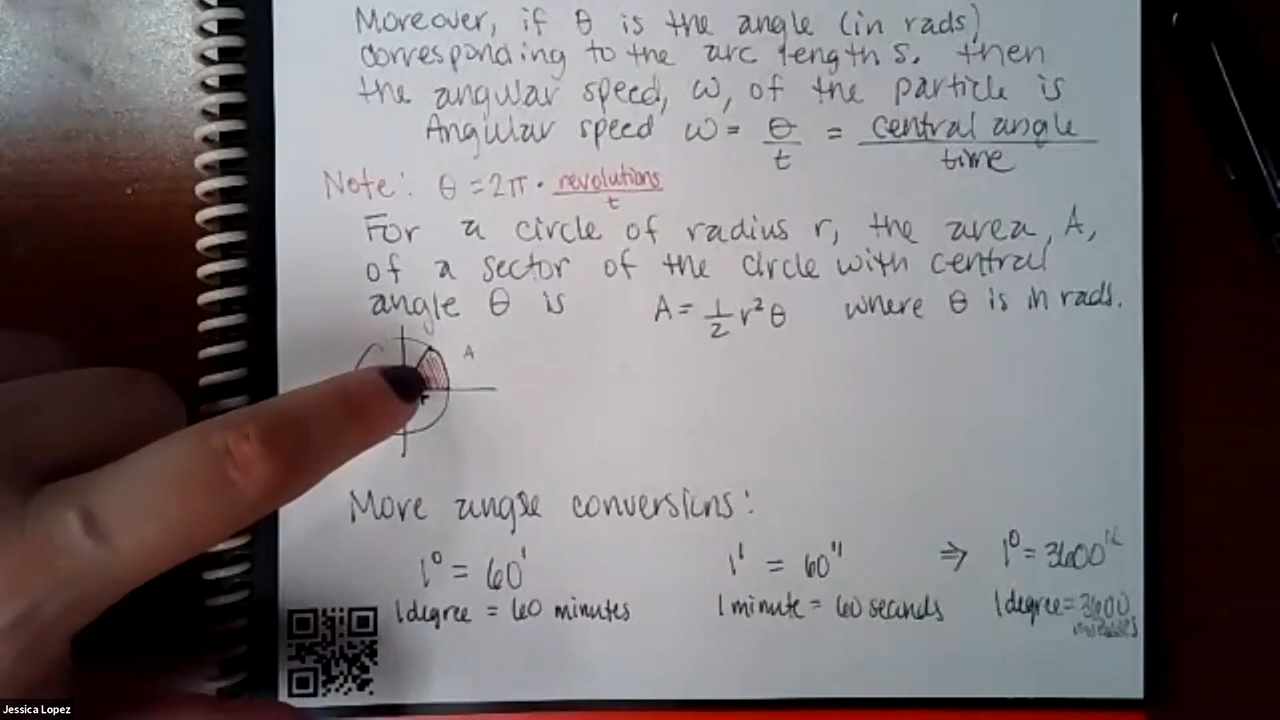 Moreover, if θ is the angle (in rads)
corresponding to the arc length s. then
the angular speed, ω, of the particle is
Angular speed ω = θ/t = central angle/time
Note: θ = 2π · revolutions/t
For a circle of radius r, the area, A,
of a sector of the circle with central
angle θ is A = 1/2 r²θ where θ is in rads.
A
r
More angle conversions:
1° = 60' 1' = 60" ⇒ 1° = 3600"
1 degree = 60 minutes 1 minute = 60 seconds 1 degree = 3600
Jessica Lopez